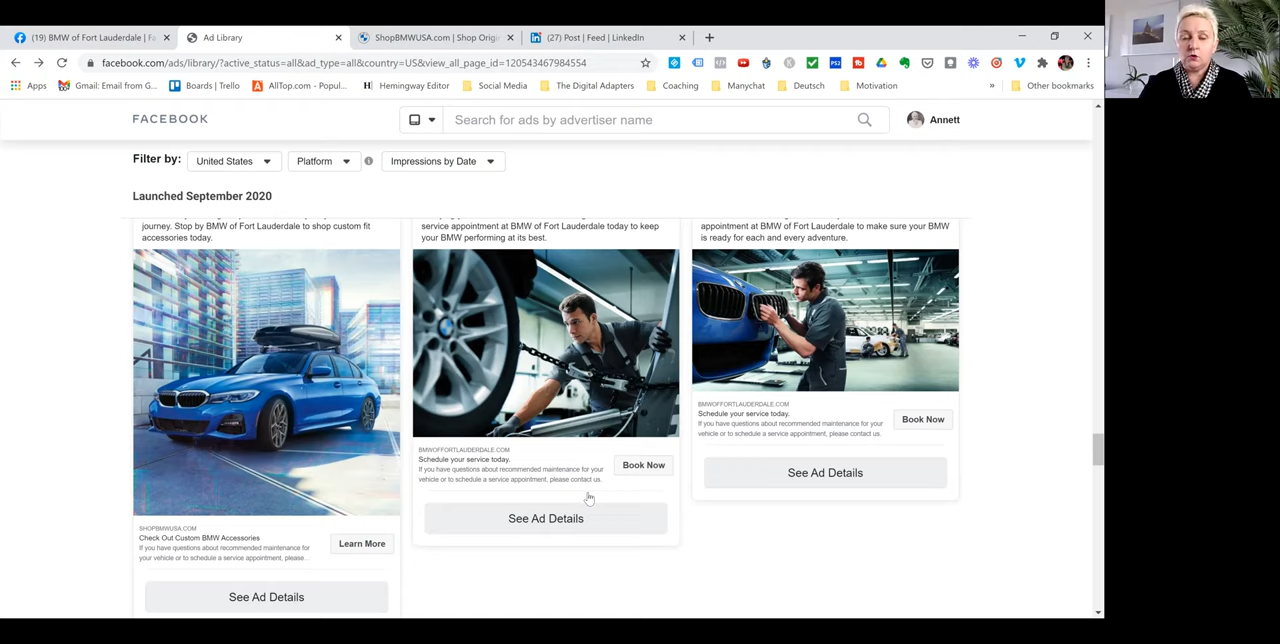 (19) BMW of Fort Lauderdale | Fa
Ad Library
ShopBMWUSA.com | Shop Origi
(27) Post | Feed | LinkedIn
facebook.com/ads/library/?active_status=all&ad_type=all&country=US&view_all_page_id=120543467984554
Apps
Gmail: Email from G...
Boards | Trello
AllTop.com - Popul...
Hemingway Editor
Social Media
The Digital Adapters
Coaching
Manychat
Deutsch
Motivation
»
Other bookmarks
FACEBOOK
Search for ads by advertiser name
Annett
Filter by:
United States
Platform
Impressions by Date
Launched September 2020
journey. Stop by BMW of Fort Lauderdale to shop custom fit
accessories today.
SHOPBMWUSA.COM
Check Out Custom BMW Accessories
If you have questions about recommended maintenance for your
vehicle or to schedule a service appointment, please...
Learn More
See Ad Details
service appointment at BMW of Fort Lauderdale today to keep
your BMW performing at its best.
BMWOFFORTLAUDERDALE.COM
Schedule your service today.
If you have questions about recommended maintenance for your
vehicle or to schedule a service appointment, please contact us.
Book Now
See Ad Details
appointment at BMW of Fort Lauderdale to make sure your BMW
is ready for each and every adventure.
BMWOFFORTLAUDERDALE.COM
Schedule your service today.
If you have questions about recommended maintenance for your
vehicle or to schedule a service appointment, please contact us.
Book Now
See Ad Details